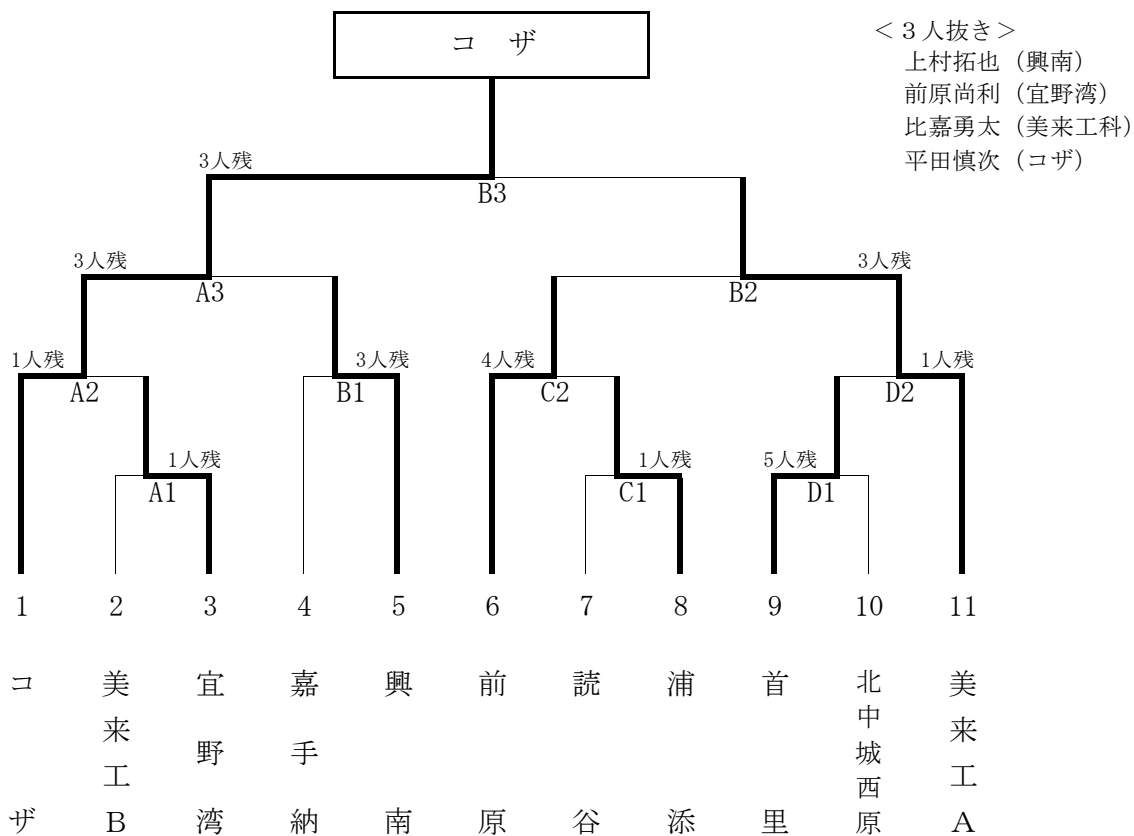 コ ザ
<３人抜き>
上村拓也（興南）
前原尚利（宜野湾）
比嘉勇太（美来工科）
平田慎次（コザ）
3人残
B3
3人残
A3
3人残
B2
1人残
A2
3人残
B1
4人残
C2
1人残
D2
1人残
A1
1人残
C1
5人残
D1
1 2 3 4 5 6 7 8 9 10 11
コザ
美来工B
宜野湾
嘉手納
興南
前原
読谷
浦添
首里
北中城西原
美来工A